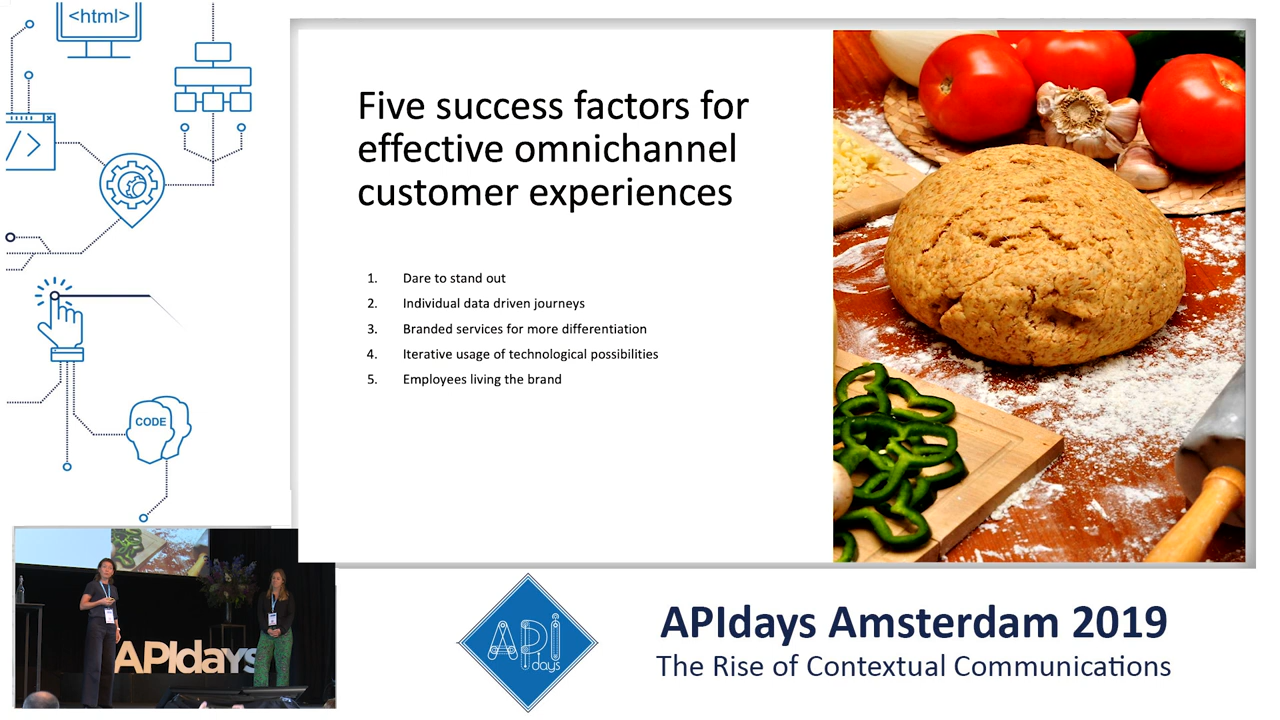 <html>
</>
CODE
Five success factors for
effective omnichannel
customer experiences
1. Dare to stand out
2. Individual data driven journeys
3. Branded services for more differentiation
4. Iterative usage of technological possibilities
5. Employees living the brand
APIdays
API
days
APIdays Amsterdam 2019
The Rise of Contextual Communications